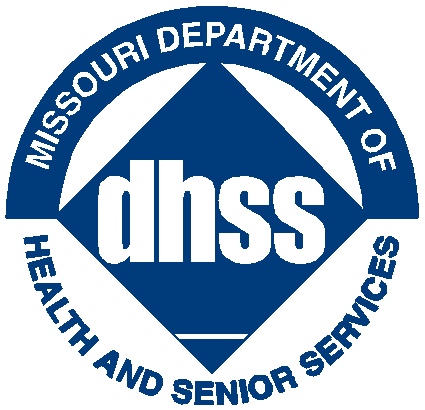 MISSOURI DEPARTMENT OF
dhss
HEALTH AND SENIOR SERVICES